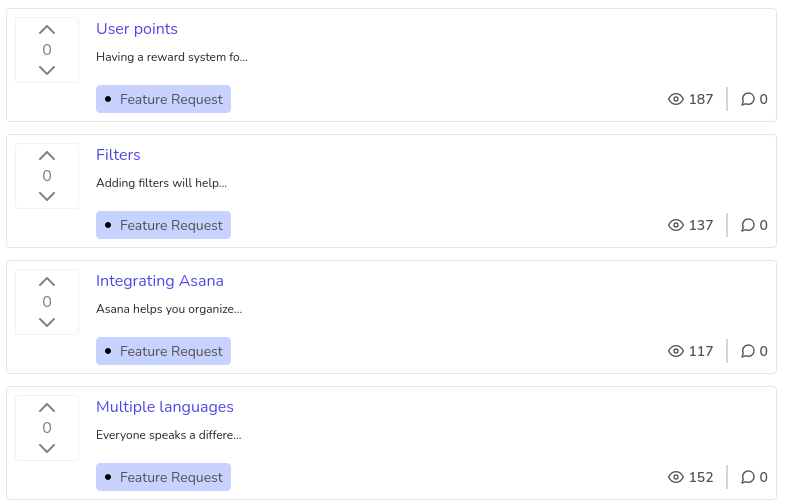 User points
0
Having a reward system fo...
Feature Request
187 0
Filters
0
Adding filters will help...
Feature Request
137 0
Integrating Asana
0
Asana helps you organize...
Feature Request
117 0
Multiple languages
0
Everyone speaks a differe...
Feature Request
152 0